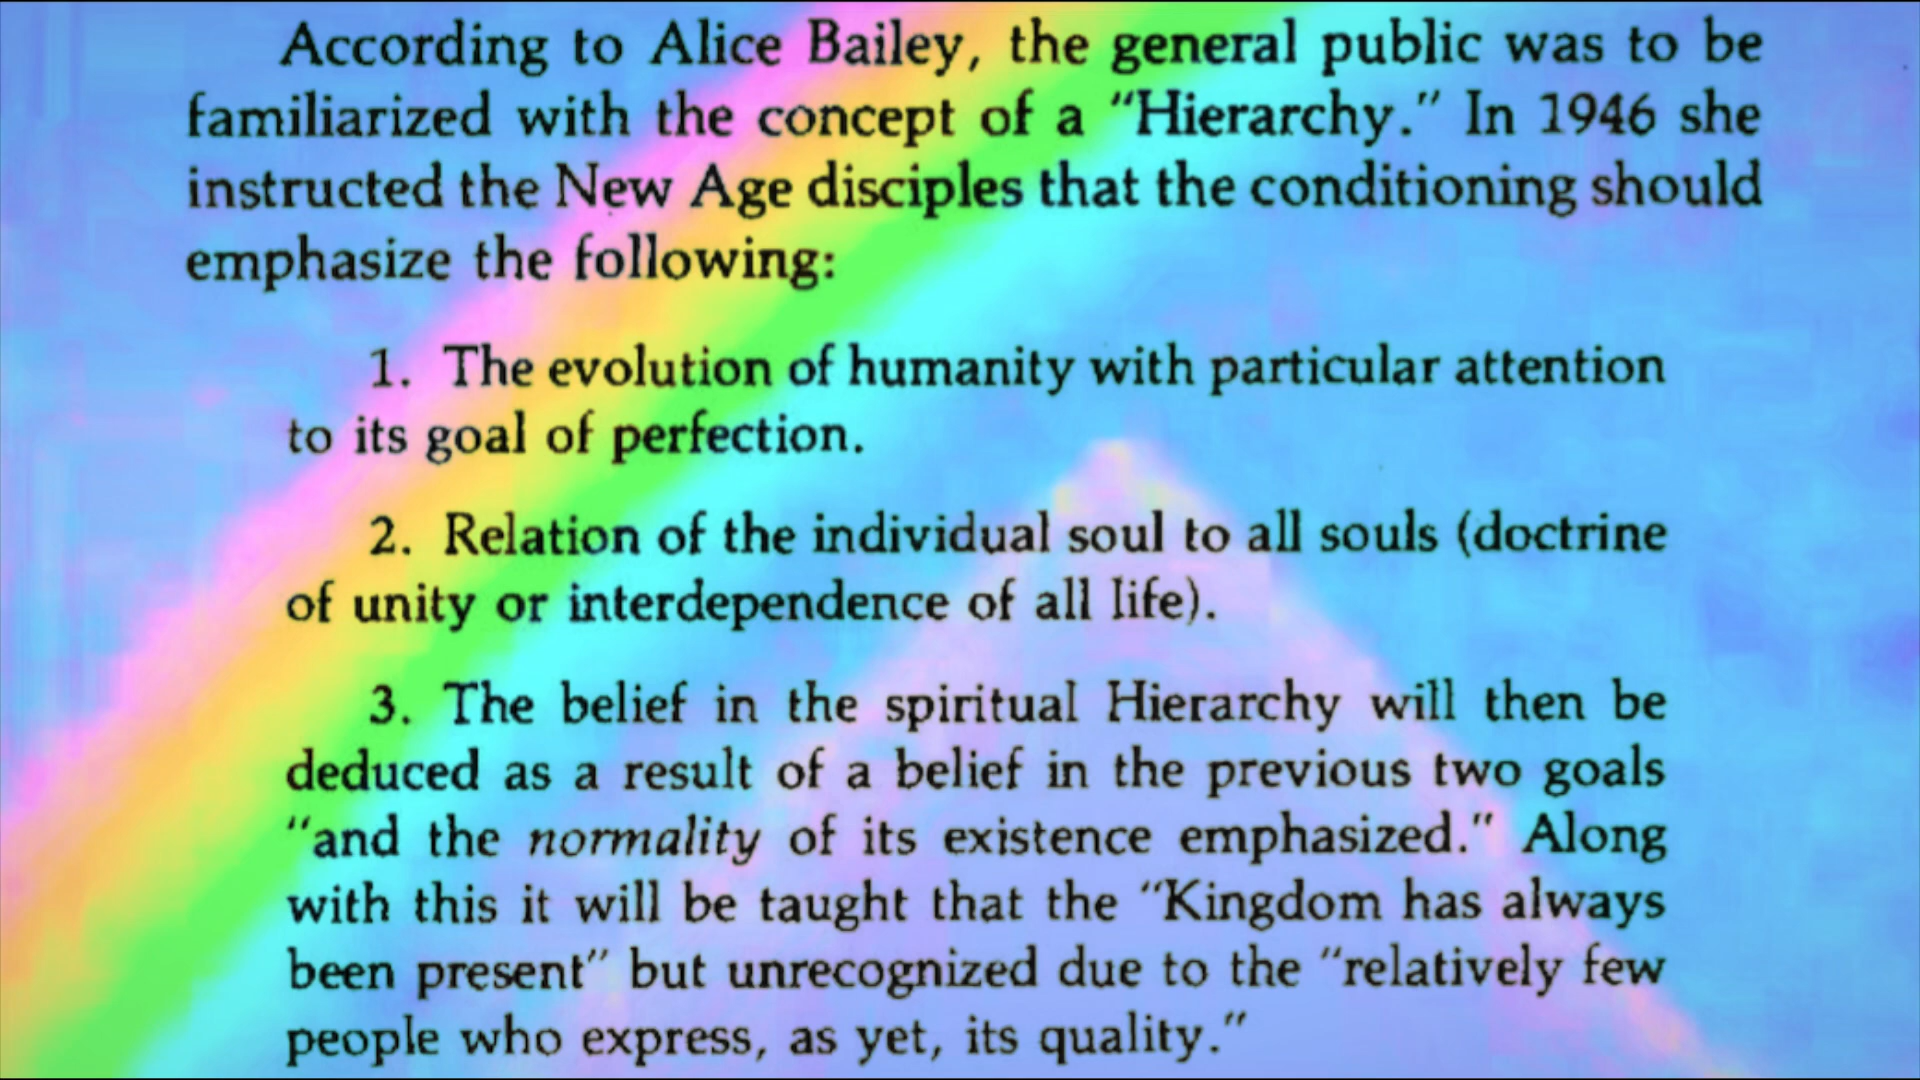 According to Alice Bailey, the general public was to be
familiarized with the concept of a "Hierarchy." In 1946 she
instructed the New Age disciples that the conditioning should
emphasize the following:
1. The evolution of humanity with particular attention
to its goal of perfection.
2. Relation of the individual soul to all souls (doctrine
of unity or interdependence of all life).
3. The belief in the spiritual Hierarchy will then be
deduced as a result of a belief in the previous two goals
"and the normality of its existence emphasized." Along
with this it will be taught that the "Kingdom has always
been present" but unrecognized due to the "relatively few
people who express, as yet, its quality."